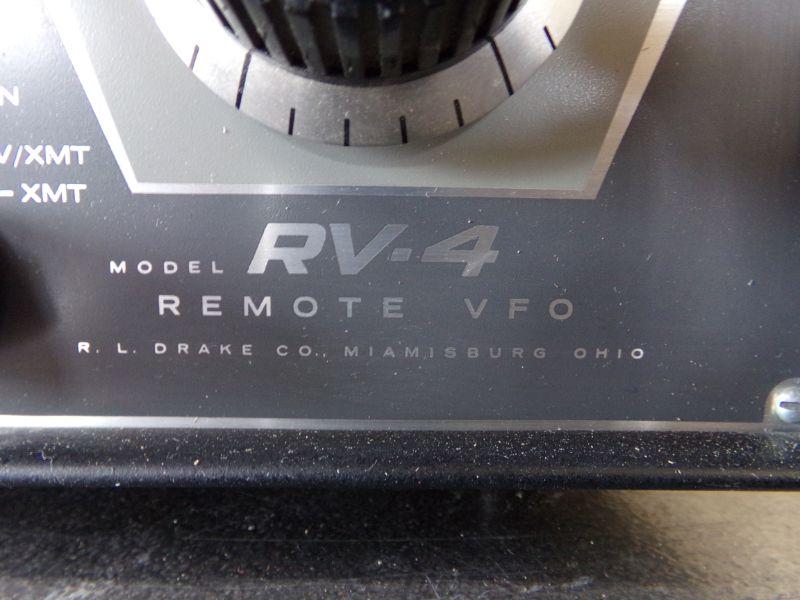 N
V/XMT
– XMT
MODEL RV-4
REMOTE VFO
R. L. DRAKE CO., MIAMISBURG OHIO